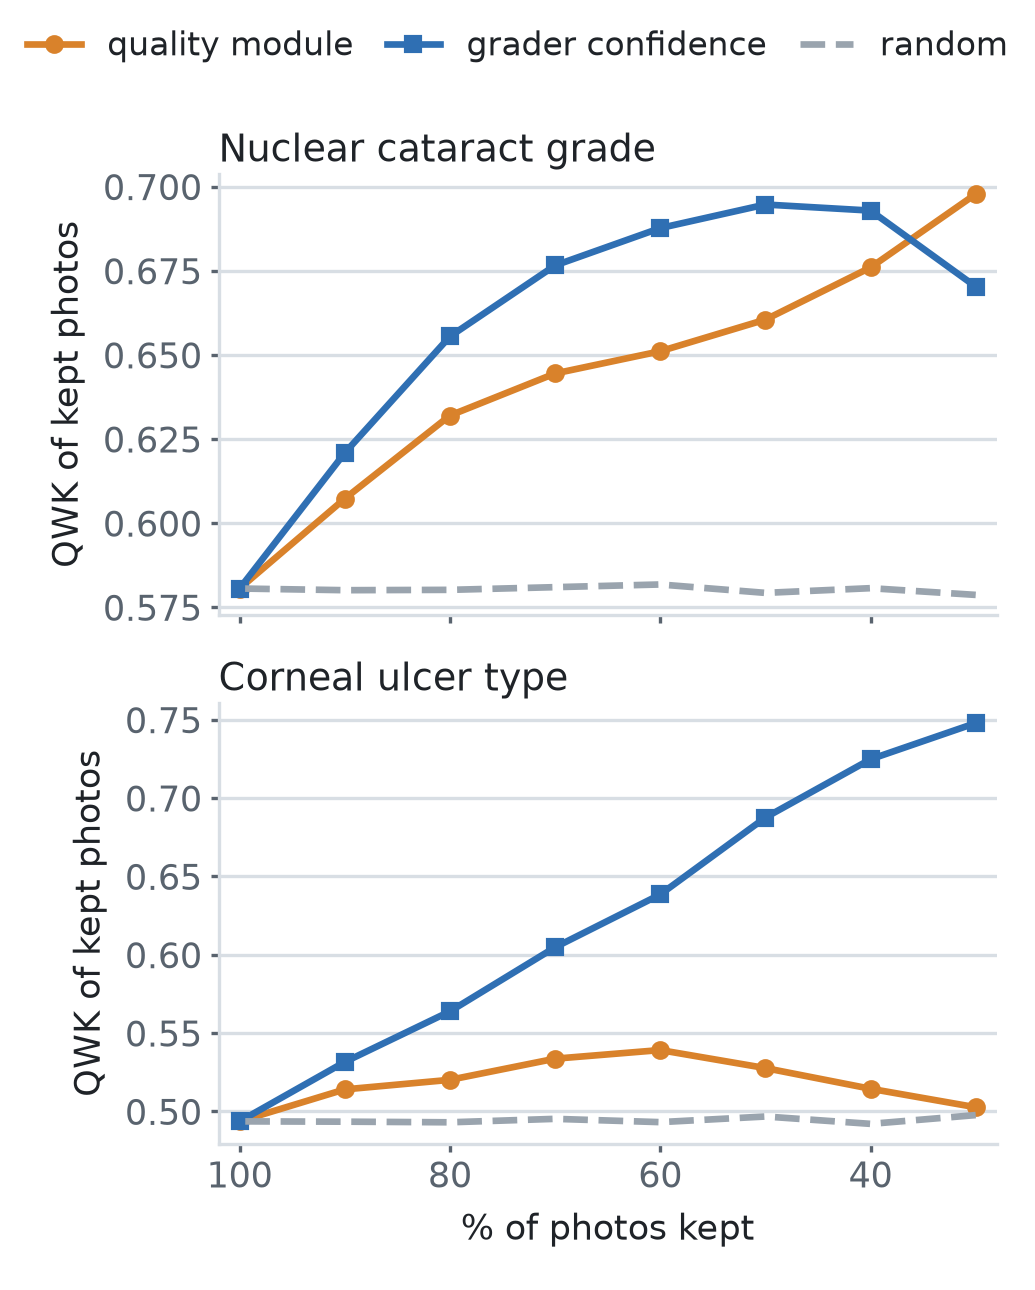 quality module grader confidence random
Nuclear cataract grade
QWK of kept photos
0.700
0.675
0.650
0.625
0.600
0.575
Corneal ulcer type
QWK of kept photos
0.75
0.70
0.65
0.60
0.55
0.50
100 80 60 40
% of photos kept